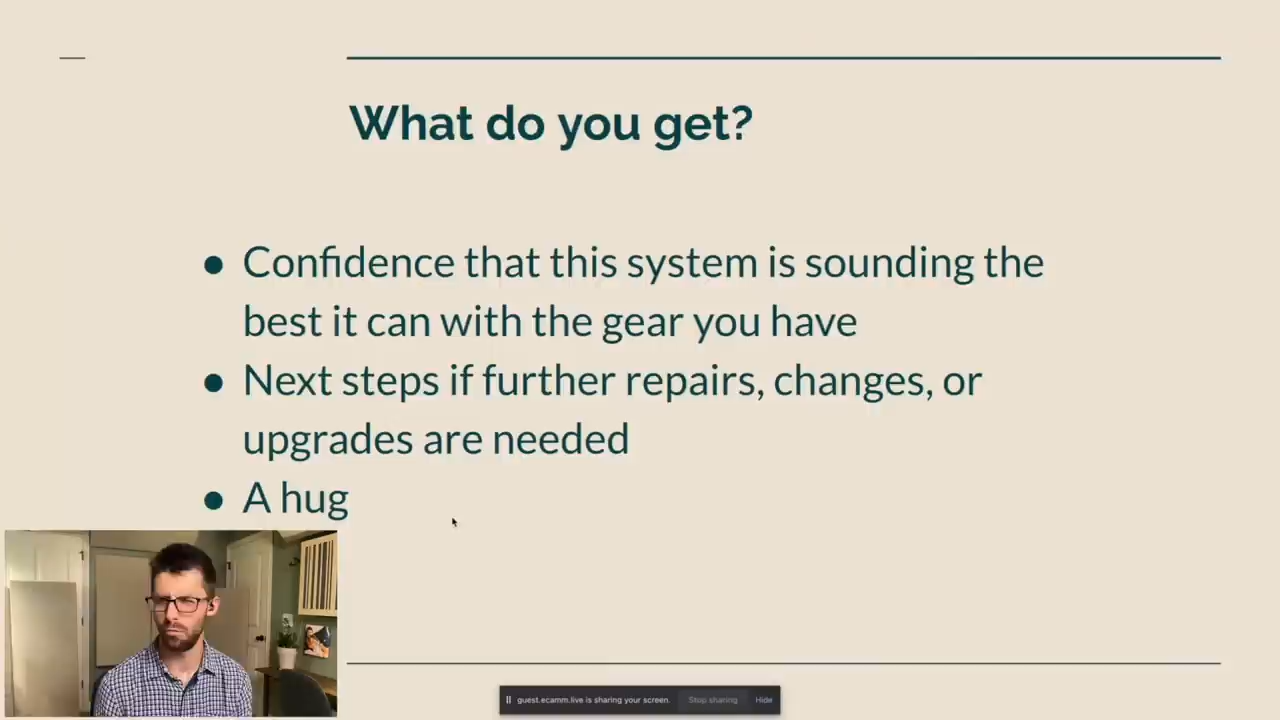 What do you get?
● Confidence that this system is sounding the
best it can with the gear you have
● Next steps if further repairs, changes, or
upgrades are needed
● A hug
guest.ecamm.live is sharing your screen. Stop sharing Hide